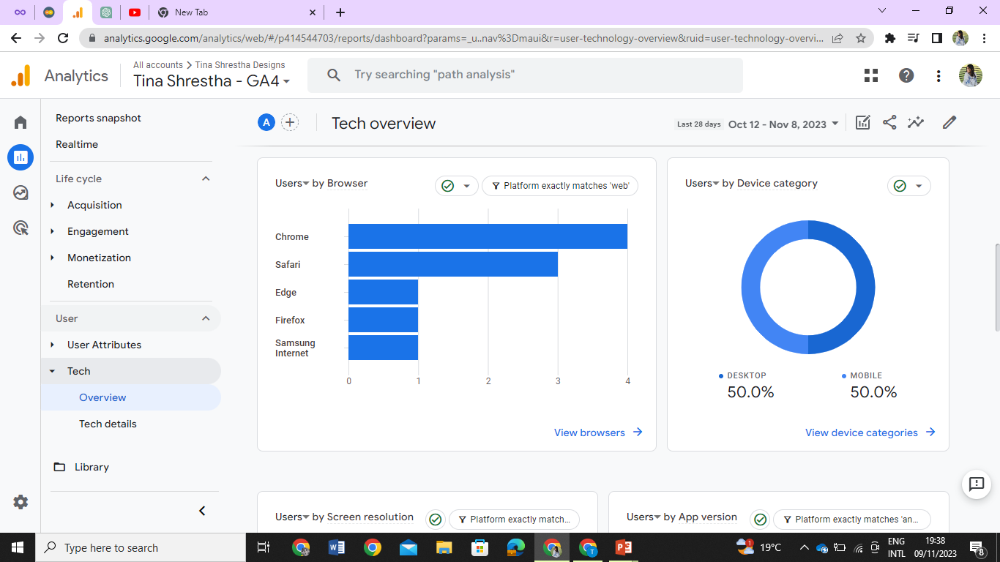 New Tab
analytics.google.com/analytics/web/#/p414544703/reports/dashboard?params=_u..nav%3Dmaui&r=user-technology-overview&ruid=user-technology-overvi...
Analytics
All accounts > Tina Shrestha Designs
Tina Shrestha - GA4
Try searching "path analysis"
Reports snapshot
Realtime
Life cycle
Acquisition
Engagement
Monetization
Retention
User
User Attributes
Tech
Overview
Tech details
Library
A
Tech overview
Last 28 days Oct 12 - Nov 8, 2023
Users by Browser
Platform exactly matches 'web'
Chrome
Safari
Edge
Firefox
Samsung
Internet
0 1 2 3 4
View browsers
Users by Device category
DESKTOP MOBILE
50.0% 50.0%
View device categories
Users by Screen resolution
Platform exactly match...
Users by App version
Platform exactly matches 'an...
Type here to search
1
19°C
ENG
INTL
19:38
09/11/2023
8